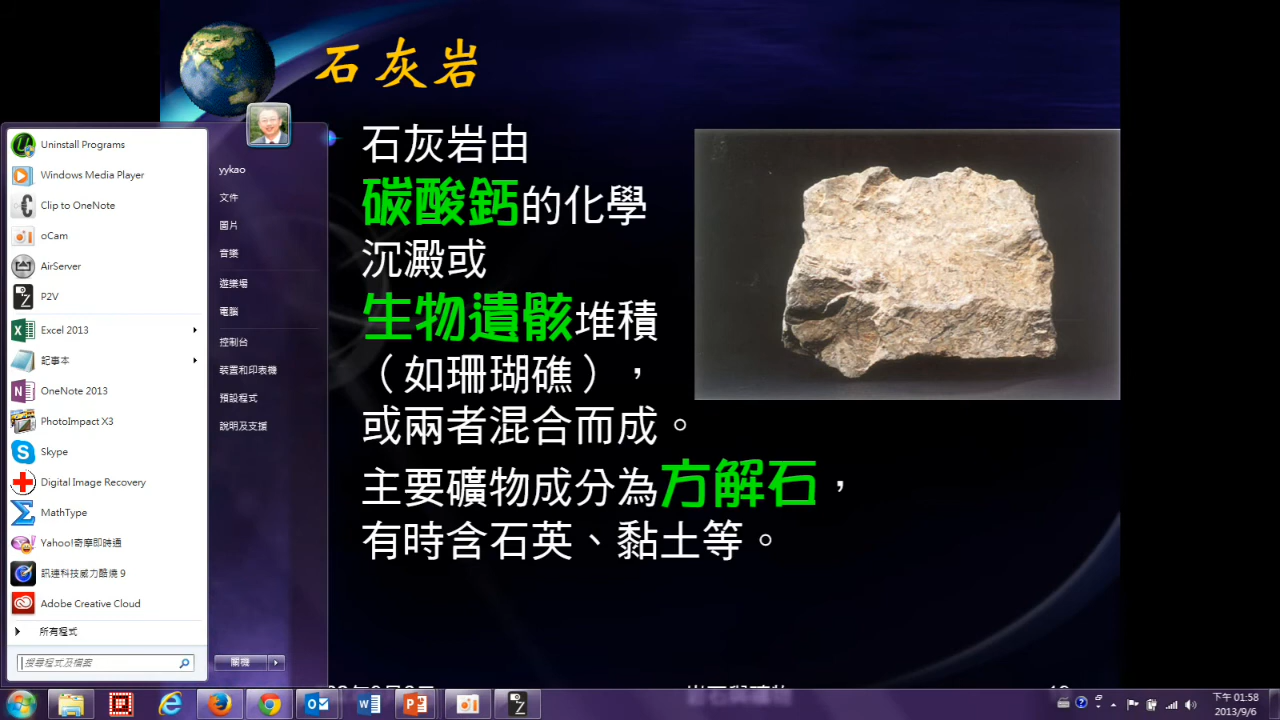 石灰岩
石灰岩由
碳酸鈣的化學
沉澱或
生物遺骸堆積
（如珊瑚礁），
或兩者混合而成。
主要礦物成分為方解石，
有時含石英、黏土等。
Uninstall Programs
Windows Media Player
Clip to OneNote
oCam
AirServer
P2V
Excel 2013
記事本
OneNote 2013
PhotoImpact X3
Skype
Digital Image Recovery
MathType
Yahoo!奇摩即時通
訊連科技威力酷燒 9
Adobe Creative Cloud
所有程式
搜尋程式及檔案
yykao
文件
圖片
音樂
遊樂場
電腦
控制台
裝置和印表機
預設程式
說明及支援
關機
下午 01:58
2013/9/6